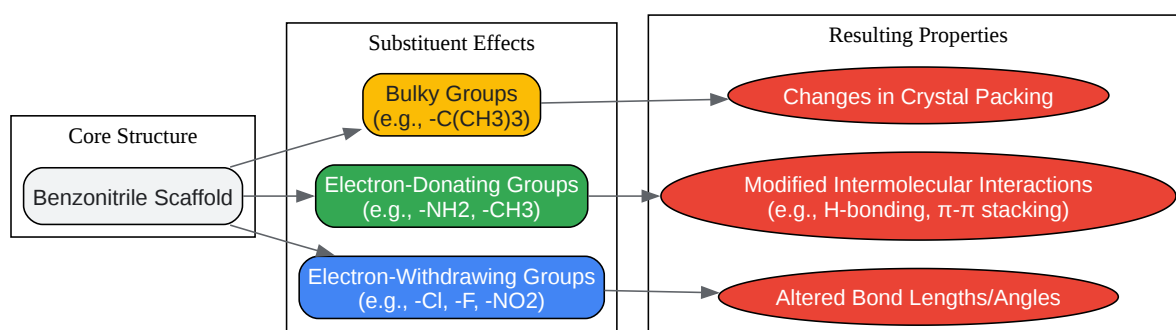 Core Structure
Benzonitrile Scaffold
Substituent Effects
Bulky Groups
(e.g., -C(CH3)3)
Electron-Donating Groups
(e.g., -NH2, -CH3)
Electron-Withdrawing Groups
(e.g., -Cl, -F, -NO2)
Resulting Properties
Changes in Crystal Packing
Modified Intermolecular Interactions
(e.g., H-bonding, π-π stacking)
Altered Bond Lengths/Angles